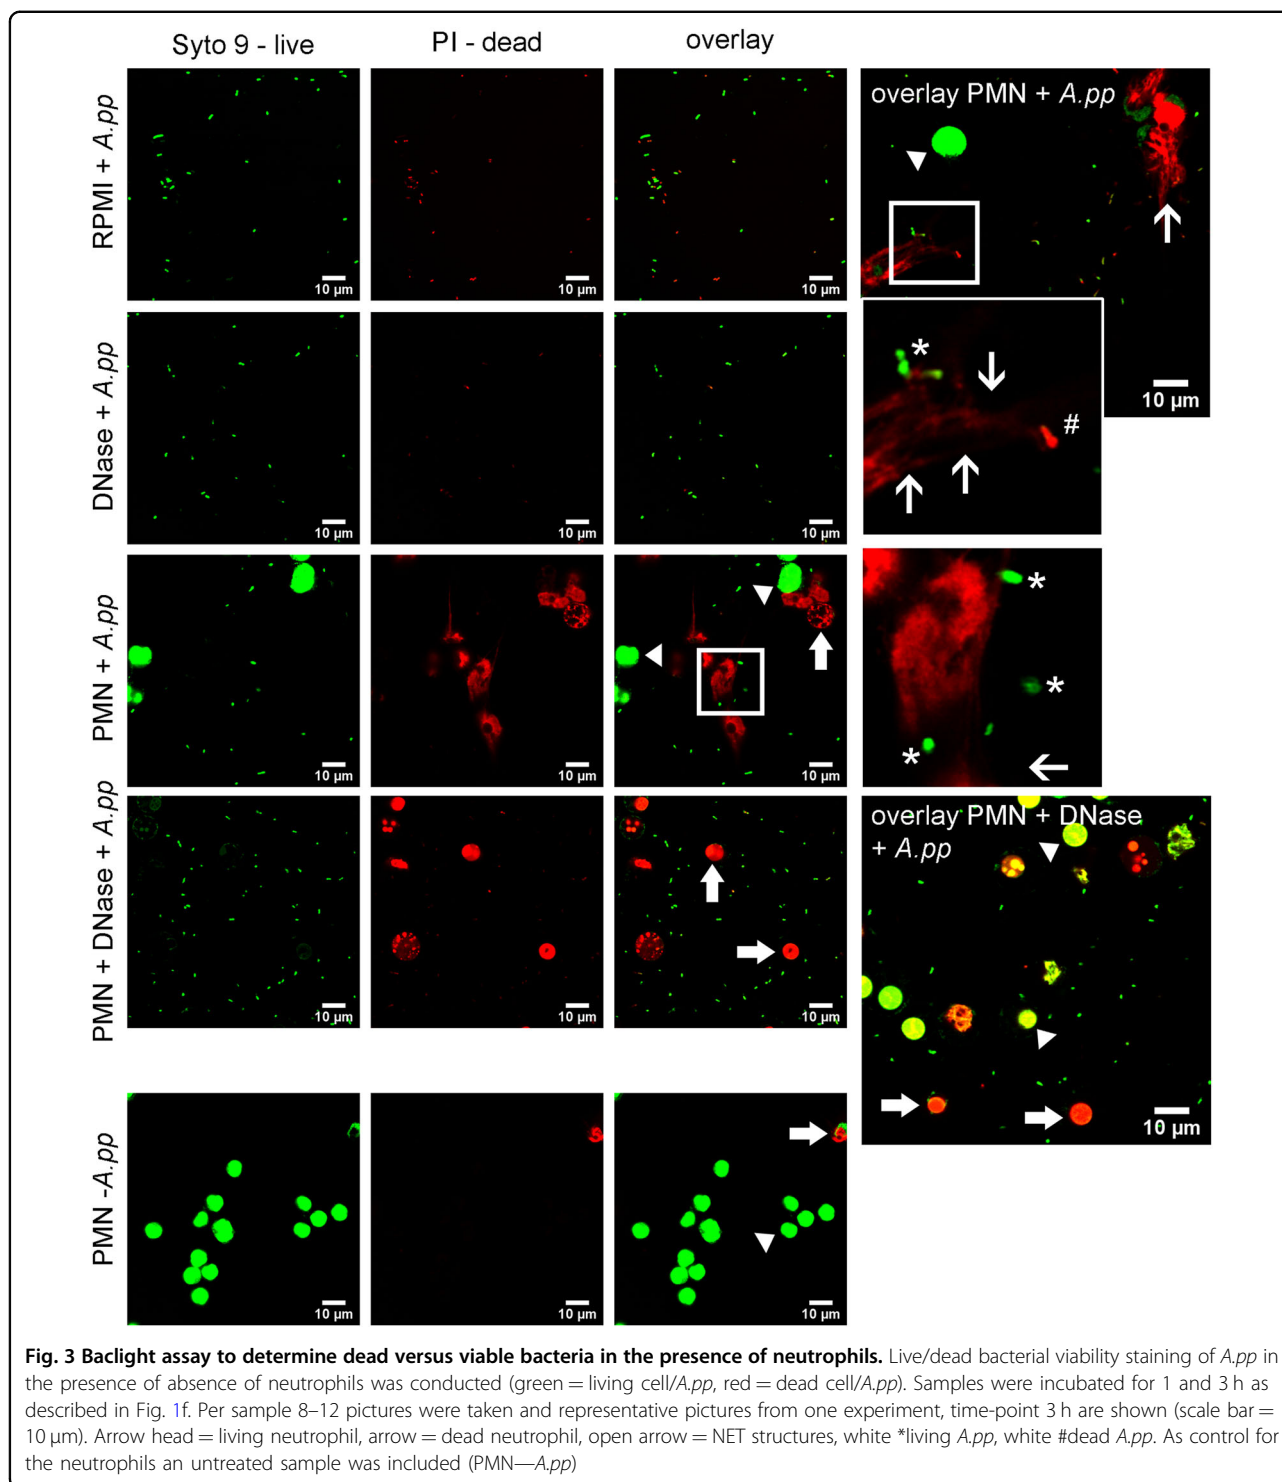 Syto 9 - live
PI - dead
overlay
RPMI + A.pp
10 µm
10 µm
10 µm
overlay PMN + A.pp
10 µm
DNase + A.pp
10 µm
10 µm
10 µm
*
#
PMN + A.pp
10 µm
10 µm
10 µm
*
*
*
PMN + DNase + A.pp
10 µm
10 µm
10 µm
overlay PMN + DNase
+ A.pp
10 µm
PMN -A.pp
10 µm
10 µm
10 µm
Fig. 3 Baclight assay to determine dead versus viable bacteria in the presence of neutrophils. Live/dead bacterial viability staining of A.pp in
the presence of absence of neutrophils was conducted (green = living cell/A.pp, red = dead cell/A.pp). Samples were incubated for 1 and 3 h as
described in Fig. 1f. Per sample 8–12 pictures were taken and representative pictures from one experiment, time-point 3 h are shown (scale bar =
10 µm). Arrow head = living neutrophil, arrow = dead neutrophil, open arrow = NET structures, white *living A.pp, white #dead A.pp. As control for
the neutrophils an untreated sample was included (PMN—A.pp)